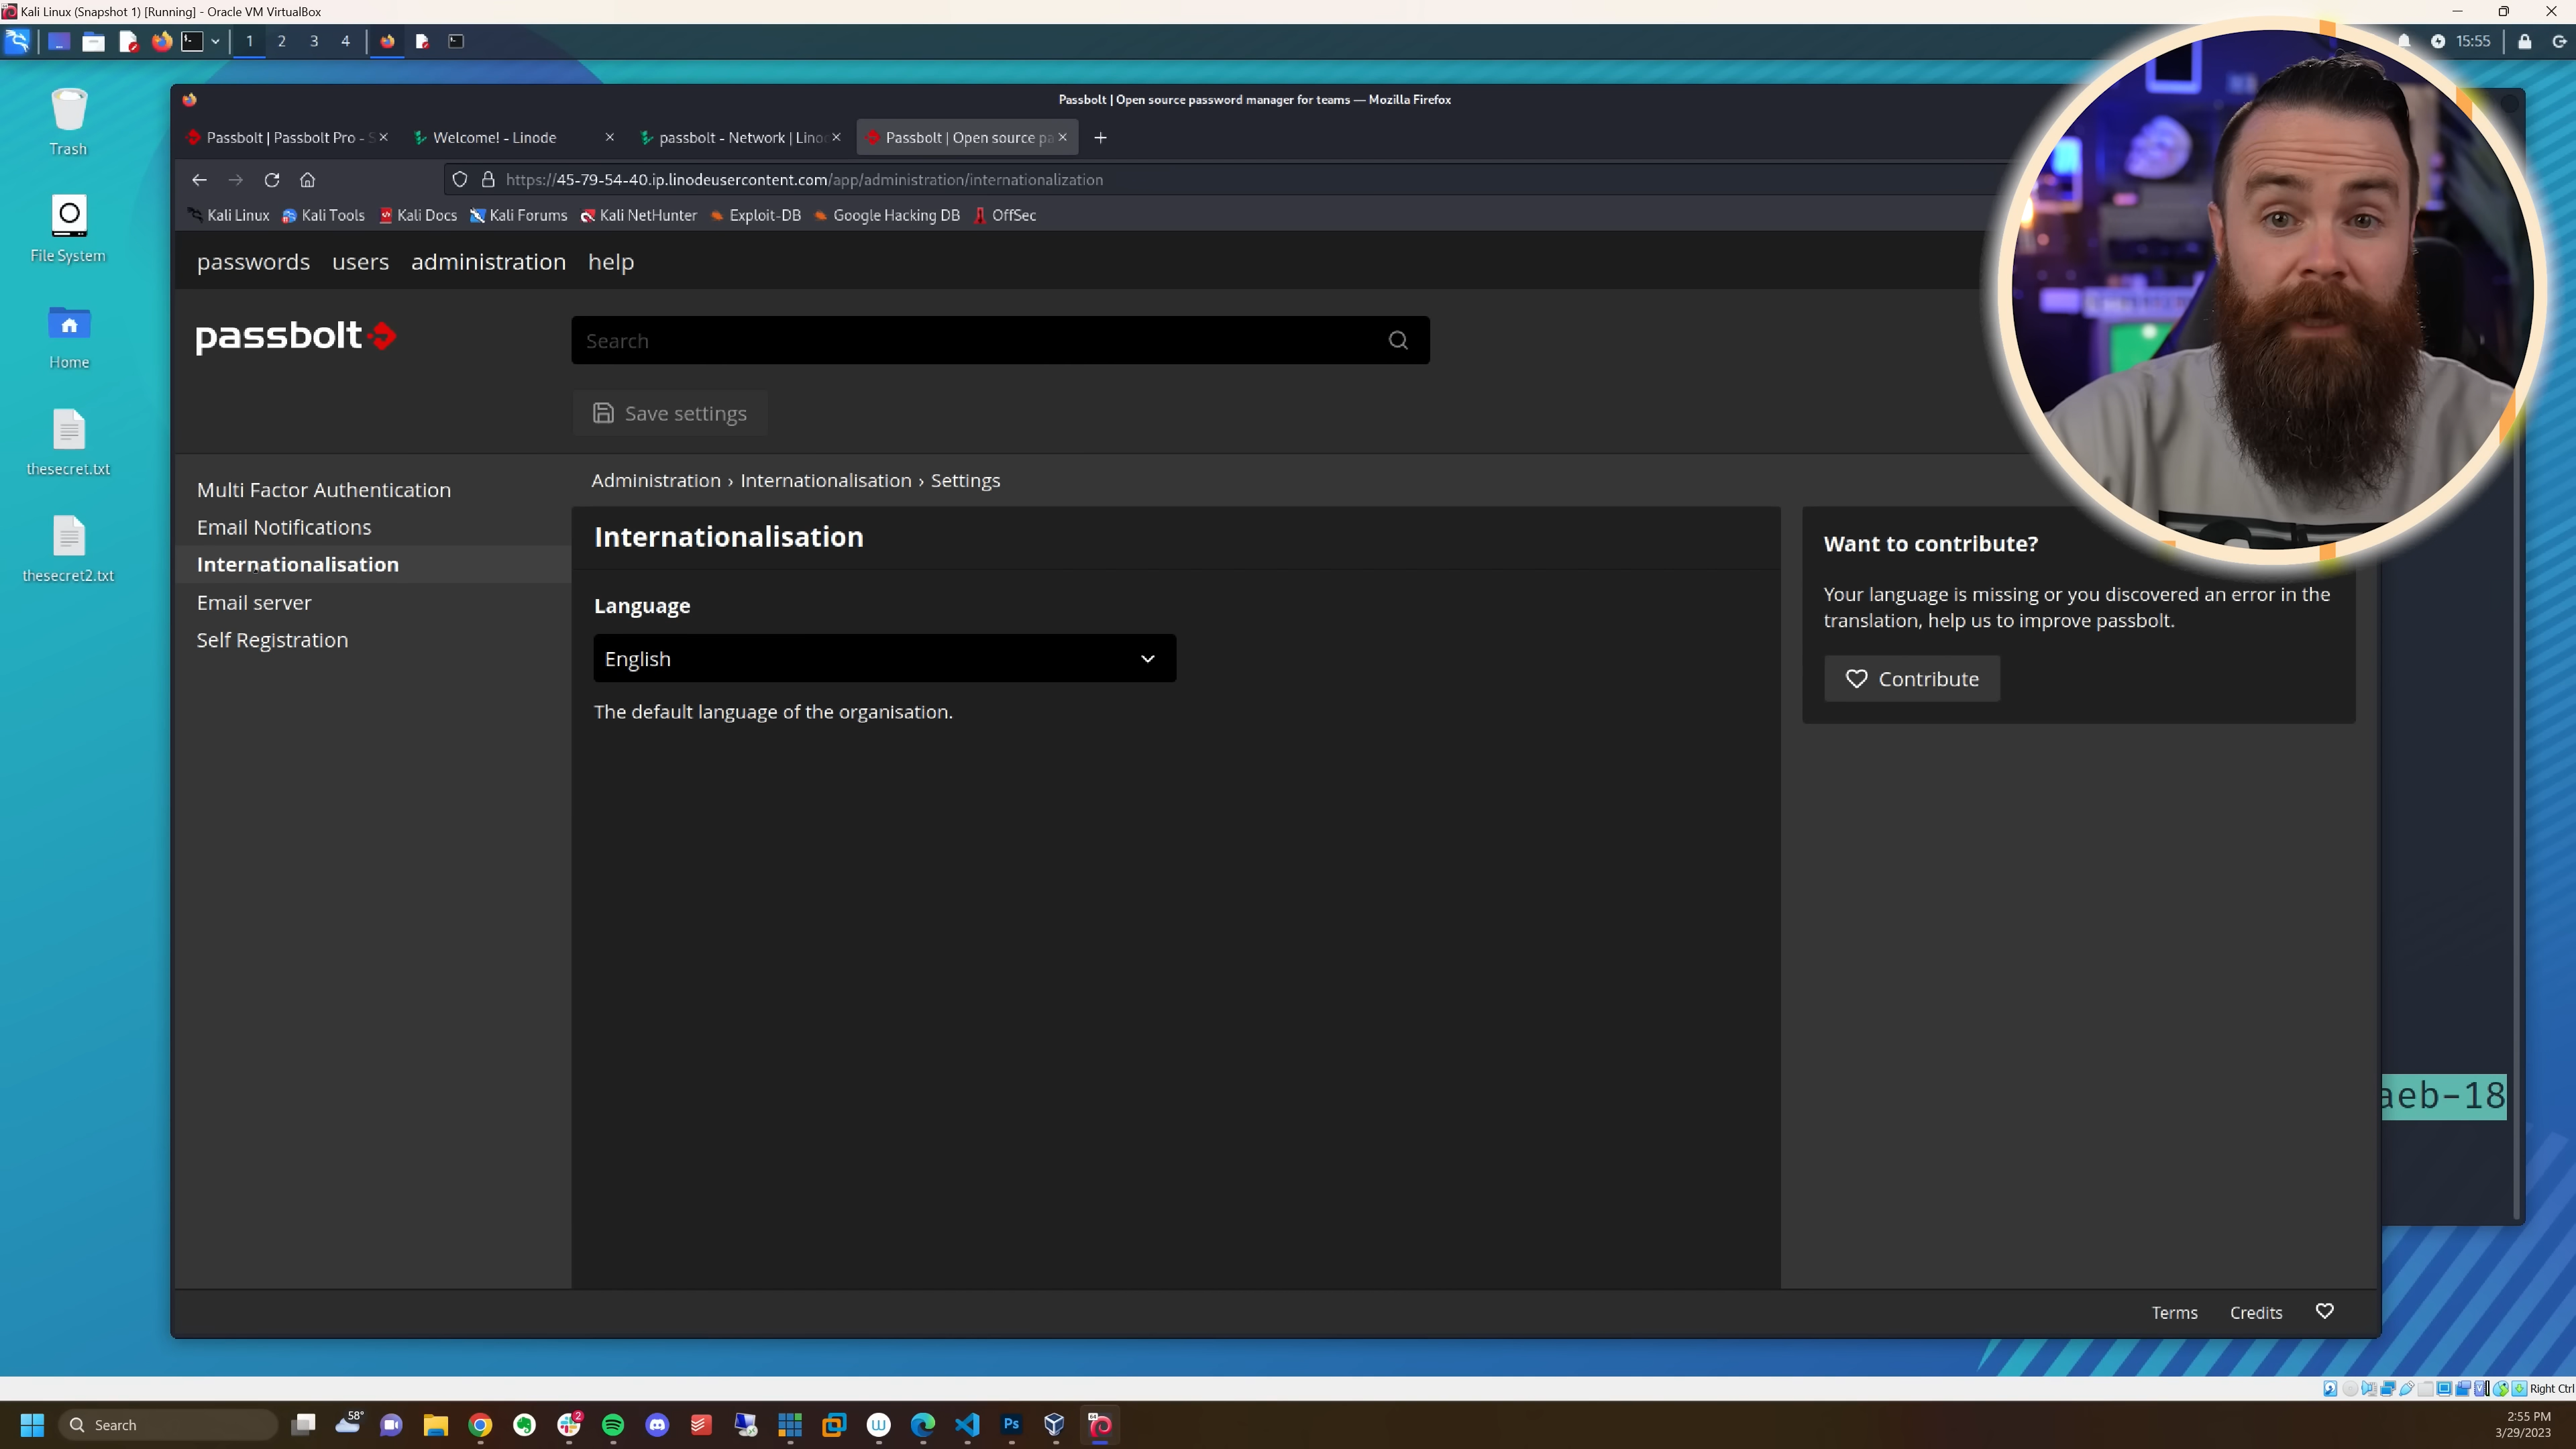 Kali Linux (Snapshot 1) [Running] - Oracle VM VirtualBox
1 2 3 4
15:55
Trash
File System
Home
thesecret.txt
thesecret2.txt
Passbolt | Open source password manager for teams — Mozilla Firefox
Passbolt | Passbolt Pro - S
Welcome! - Linode
passbolt - Network | Lino
Passbolt | Open source pa
https://45-79-54-40.ip.linodeusercontent.com/app/administration/internationalization
Kali Linux Kali Tools Kali Docs Kali Forums Kali NetHunter Exploit-DB Google Hacking DB OffSec
passwords users administration help
passbolt
Search
Save settings
Multi Factor Authentication
Email Notifications
Internationalisation
Email server
Self Registration
Administration › Internationalisation › Settings
Internationalisation
Language
English
The default language of the organisation.
Want to contribute?
Your language is missing or you discovered an error in the
translation, help us to improve passbolt.
Contribute
aeb-18
Terms Credits
Right Ctrl
Search
58°
2
Ps
2:55 PM
3/29/2023